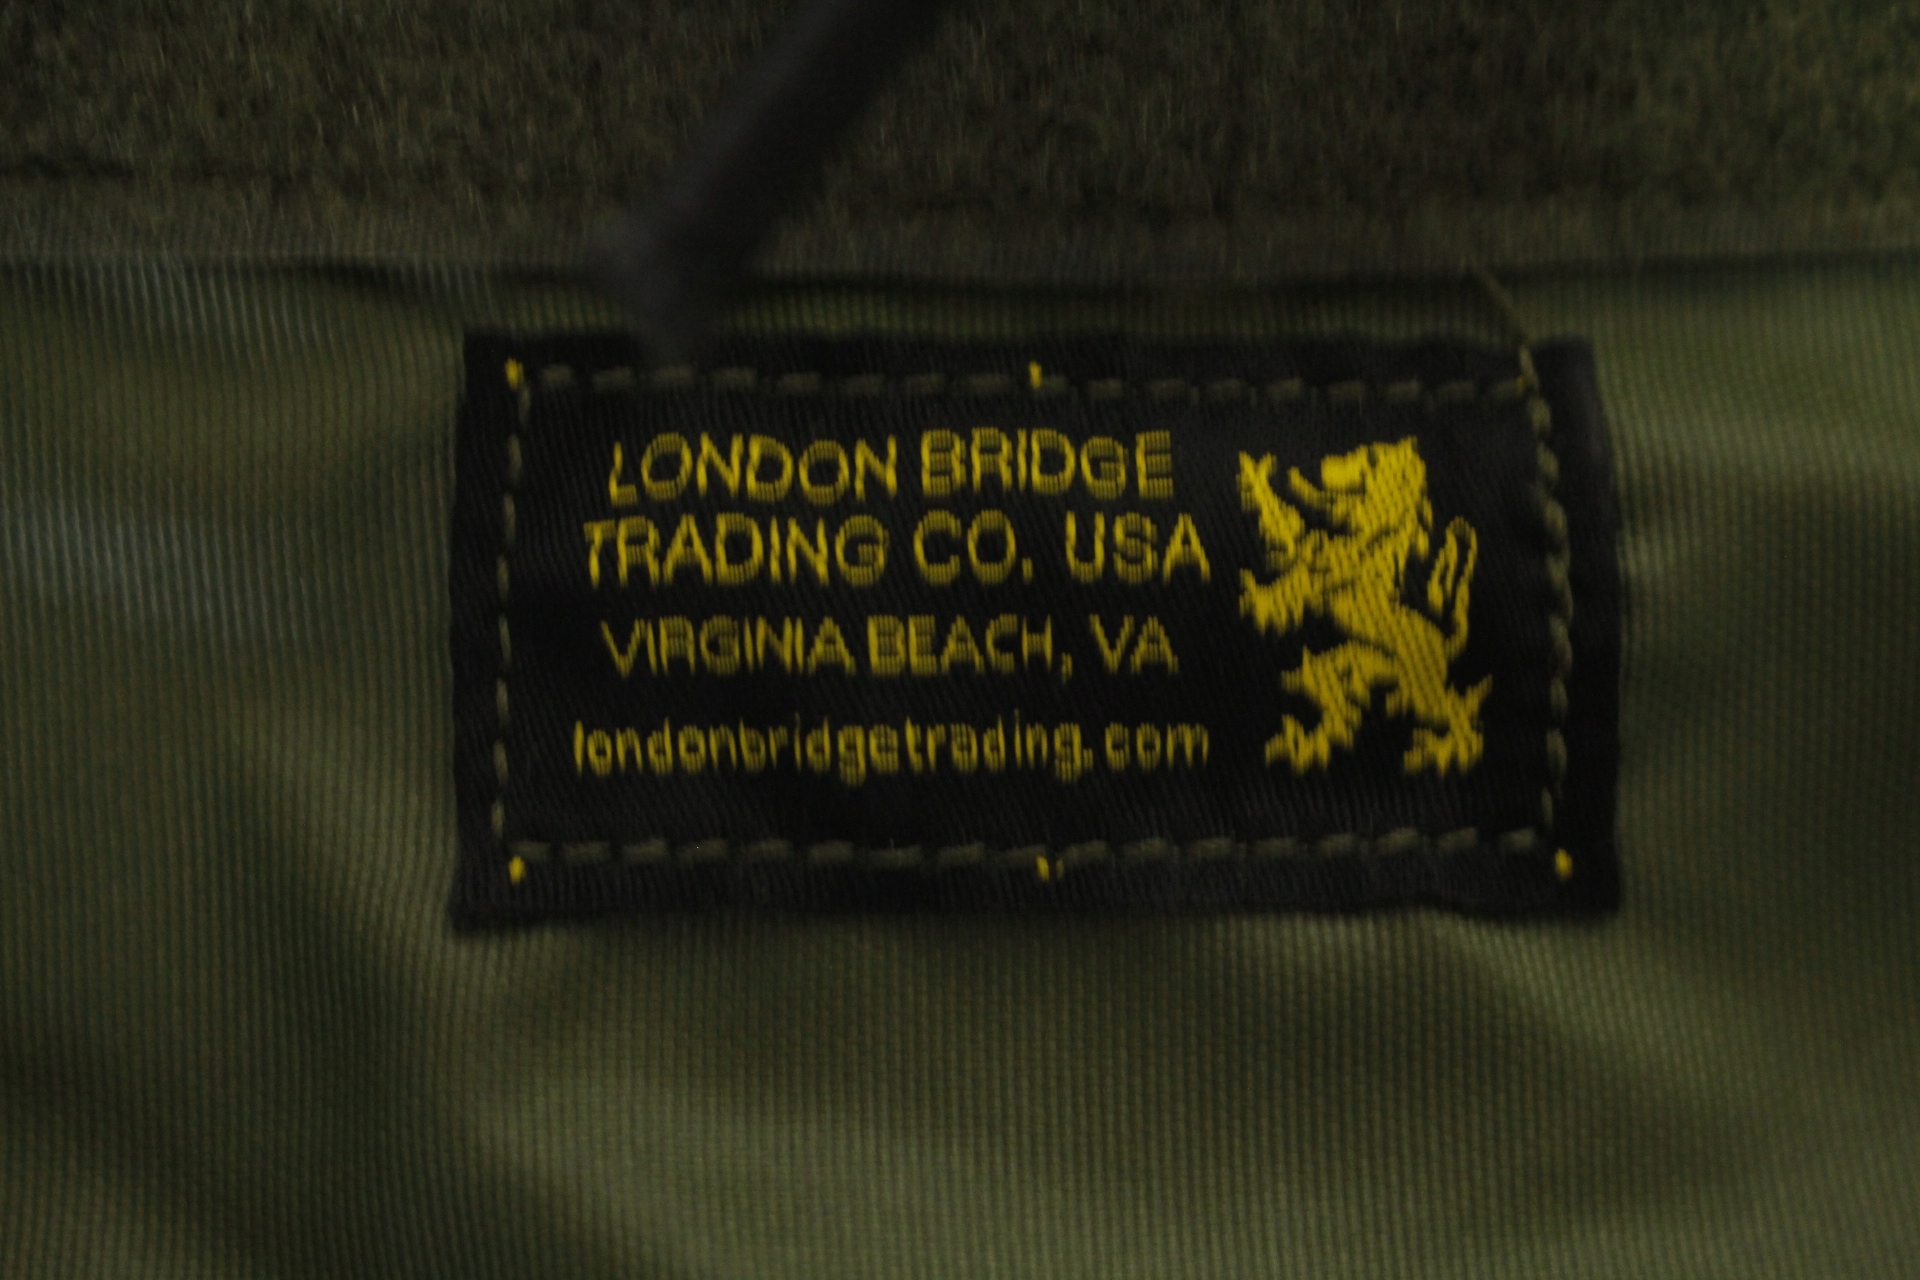 LONDON BRIDGE
TRADING CO. USA
VIRGINIA BEACH, VA
londonbridgetrading.com